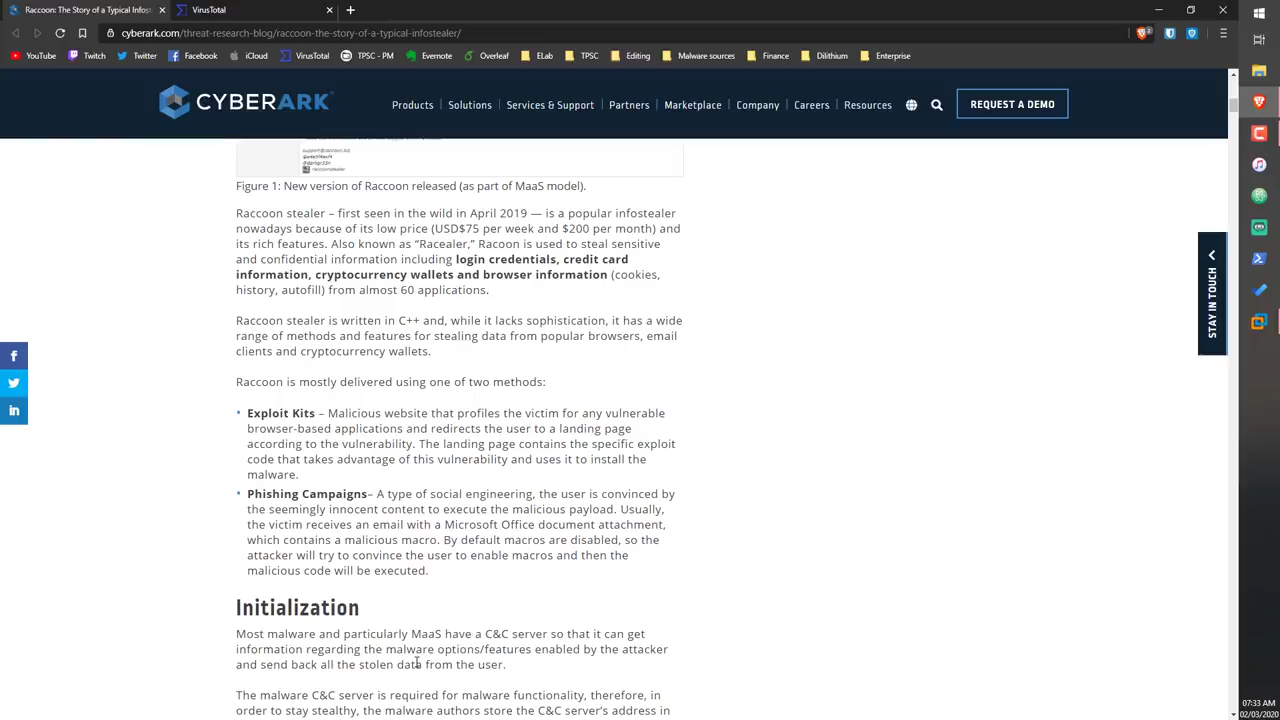 Raccoon: The Story of a Typical Info
VirusTotal
cyberark.com/threat-research-blog/raccoon-the-story-of-a-typical-infostealer/
YouTube
Twitch
Twitter
Facebook
iCloud
VirusTotal
TPSC - PM
Evernote
Overleaf
ELab
TPSC
Editing
Malware sources
Finance
Dilithium
Enterprise
CYBERARK
Products
Solutions
Services & Support
Partners
Marketplace
Company
Careers
Resources
REQUEST A DEMO
Figure 1: New version of Raccoon released (as part of MaaS model).
Raccoon stealer – first seen in the wild in April 2019 — is a popular infostealer
nowadays because of its low price (USD$75 per week and $200 per month) and
its rich features. Also known as “Racealer,” Racoon is used to steal sensitive
and confidential information including login credentials, credit card
information, cryptocurrency wallets and browser information (cookies,
history, autofill) from almost 60 applications.
Raccoon stealer is written in C++ and, while it lacks sophistication, it has a wide
range of methods and features for stealing data from popular browsers, email
clients and cryptocurrency wallets.
Raccoon is mostly delivered using one of two methods:
• Exploit Kits – Malicious website that profiles the victim for any vulnerable
browser-based applications and redirects the user to a landing page
according to the vulnerability. The landing page contains the specific exploit
code that takes advantage of this vulnerability and uses it to install the
malware.
• Phishing Campaigns– A type of social engineering, the user is convinced by
the seemingly innocent content to execute the malicious payload. Usually,
the victim receives an email with a Microsoft Office document attachment,
which contains a malicious macro. By default macros are disabled, so the
attacker will try to convince the user to enable macros and then the
malicious code will be executed.
Initialization
Most malware and particularly MaaS have a C&C server so that it can get
information regarding the malware options/features enabled by the attacker
and send back all the stolen data from the user.
The malware C&C server is required for malware functionality, therefore, in
order to stay stealthy, the malware authors store the C&C server’s address in
STAY IN TOUCH
07:33 AM
02/03/2020